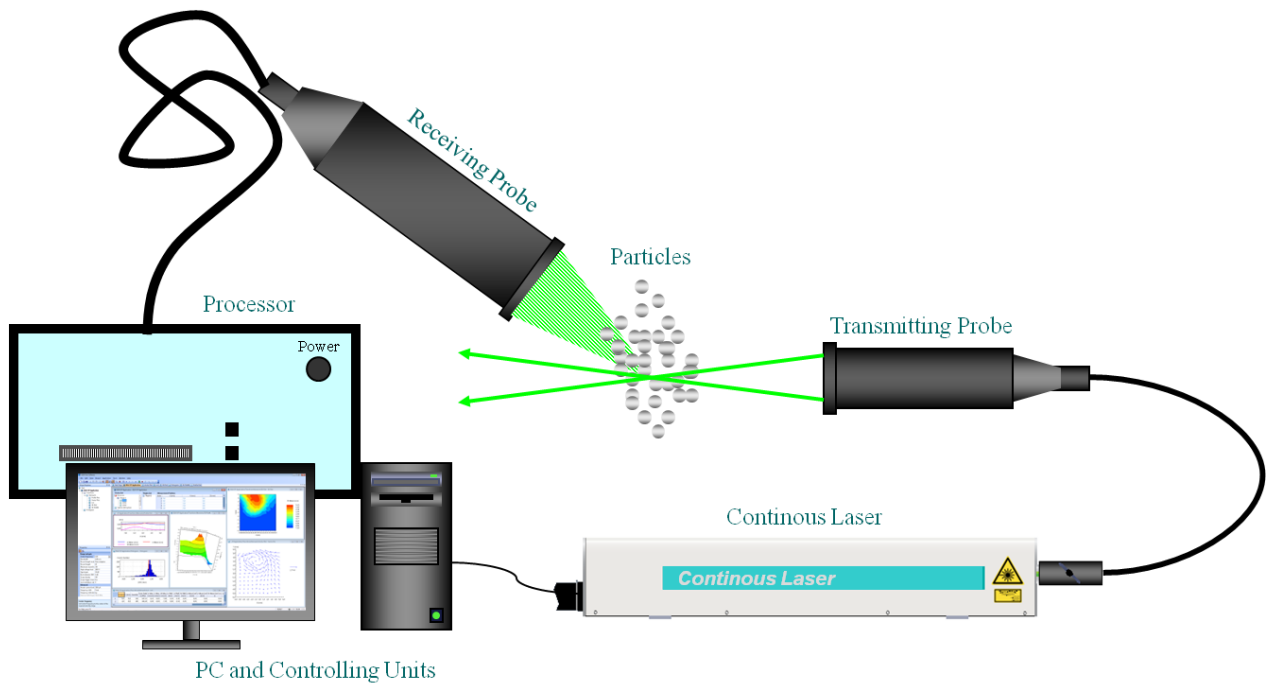 Receiving Probe
Particles
Processor
Transmitting Probe
Power
Continous Laser
Continous Laser
PC and Controlling Units